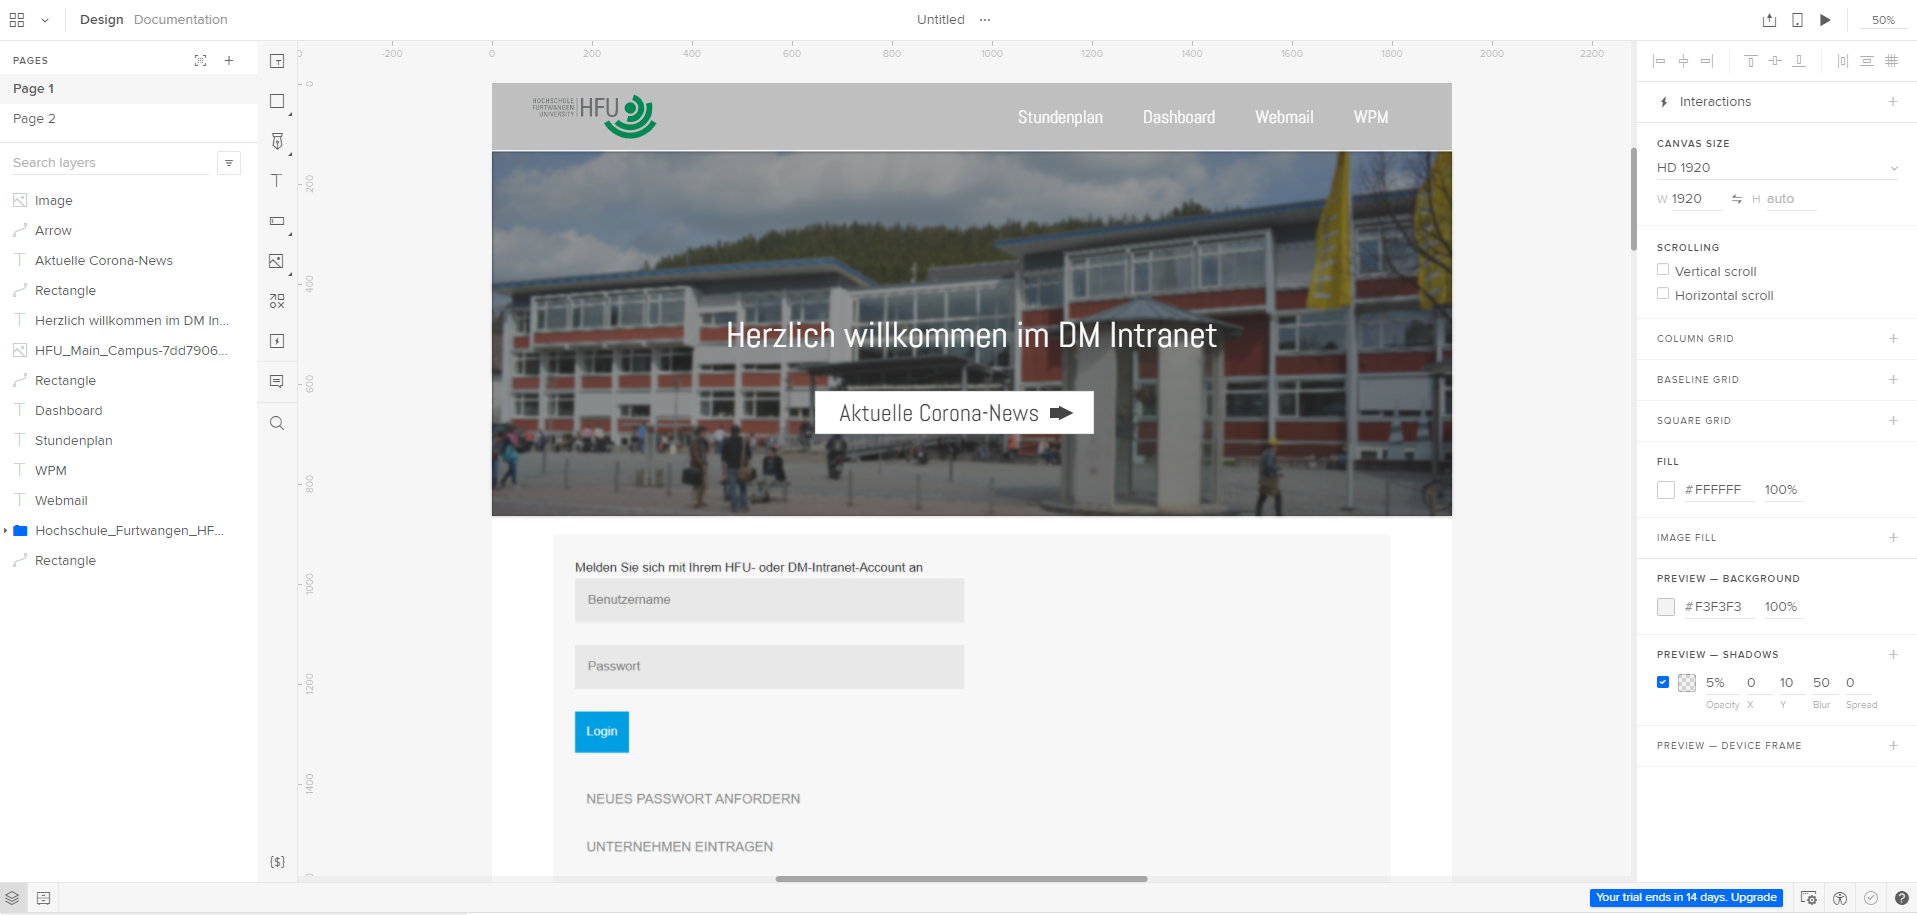 Design Documentation
Untitled
50%
PAGES
Page 1
Page 2
Search layers
Image
Arrow
Aktuelle Corona-News
Rectangle
Herzlich willkommen im DM In...
HFU_Main_Campus-7dd7906...
Rectangle
Dashboard
Stundenplan
WPM
Webmail
Hochschule_Furtwangen_HF...
Rectangle
{$}
-200 0 200 400 600 800 1000 1200 1400 1600 1800 2000 2200
0
200
400
600
800
1000
1200
1400
HOCHSCHULE
FURTWANGEN
UNIVERSITY
HFU
Stundenplan Dashboard Webmail WPM
Herzlich willkommen im DM Intranet
Aktuelle Corona-News
Melden Sie sich mit Ihrem HFU- oder DM-Intranet-Account an
Benutzername
Passwort
Login
NEUES PASSWORT ANFORDERN
UNTERNEHMEN EINTRAGEN
Interactions
CANVAS SIZE
HD 1920
W 1920 H auto
SCROLLING
Vertical scroll
Horizontal scroll
COLUMN GRID
BASELINE GRID
SQUARE GRID
FILL
# FFFFFF 100%
IMAGE FILL
PREVIEW — BACKGROUND
# F3F3F3 100%
PREVIEW — SHADOWS
5% 0 10 50 0
Opacity X Y Blur Spread
PREVIEW — DEVICE FRAME
Your trial ends in 14 days. Upgrade